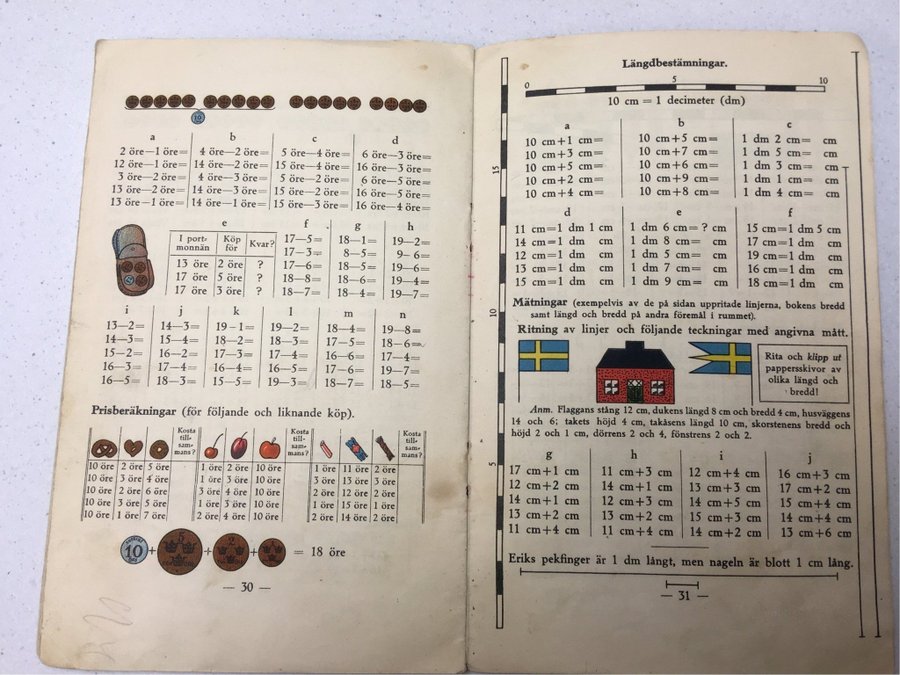 10
a b c d
2 öre—1 öre= 4 öre—2 öre= 5 öre—4 öre= 6 öre—3 öre=
12 öre—1 öre= 14 öre—2 öre= 15 öre—4 öre= 16 öre—3 öre=
3 öre—2 öre= 4 öre—3 öre= 5 öre—2 öre= 6 öre—5 öre=
13 öre—2 öre= 14 öre—3 öre= 15 öre—2 öre= 16 öre—5 öre=
13 öre—1 öre= 14 öre—1 öre= 15 öre—3 öre= 16 öre—4 öre=
e f g h
I port- Köp Kvar?
monnän för
13 öre 2 öre ?
17 öre 5 öre ?
17 öre 3 öre ?
17—5= 18—1= 19—2=
17—3= 8—5= 9—6=
17—6= 18—5= 19—6=
18—8= 18—6= 19—4=
18—7= 18—4= 19—7=
i j k l m n
13—2= 14—3= 19—1= 19—2= 18—4= 19—8=
14—3= 15—4= 18—2= 18—3= 17—5= 18—6=
15—2= 16—2= 17—3= 17—4= 16—6= 17—7=
16—3= 17—4= 16—4= 16—5= 17—6= 18—7=
16—5= 18—3= 15—5= 19—3= 18—7= 18—5=
Prisberäkningar (för följande och liknande köp).
Kosta till- sam- mans? Kosta till- sam- mans? Kosta till- sam- mans?
10 öre 2 öre 5 öre 1 öre 2 öre 10 öre 1 öre 11 öre 2 öre
10 öre 3 öre 4 öre 1 öre 3 öre 10 öre 3 öre 13 öre 3 öre
10 öre 2 öre 6 öre 3 öre 4 öre 10 öre 2 öre 12 öre 2 öre
10 öre 3 öre 5 öre 1 öre 5 öre 10 öre 1 öre 15 öre 1 öre
10 öre 1 öre 7 öre 2 öre 4 öre 10 öre 2 öre 14 öre 2 öre
10 + 5 + 2 + = 18 öre
— 30 —
Längdbestämningar.
0 5 10
10 cm = 1 decimeter (dm)
a b c
10 cm+1 cm= 10 cm+5 cm= 1 dm 2 cm= cm
10 cm+3 cm= 10 cm+7 cm= 1 dm 5 cm= cm
10 cm+5 cm= 10 cm+6 cm= 1 dm 3 cm= cm
10 cm+2 cm= 10 cm+9 cm= 1 dm 1 cm= cm
10 cm+4 cm= 10 cm+8 cm= 1 dm 4 cm= cm
15
d e f
11 cm=1 dm 1 cm 1 dm 6 cm= ? cm 15 cm=1 dm 5 cm
14 cm=1 dm cm 1 dm 8 cm= cm 17 cm=1 dm cm
12 cm=1 dm cm 1 dm 5 cm= cm 19 cm=1 dm cm
13 cm=1 dm cm 1 dm 7 cm= cm 16 cm=1 dm cm
15 cm=1 dm cm 1 dm 9 cm= cm 18 cm=1 dm cm
Mätningar (exempelvis av de på sidan uppritade linjerna, bokens bredd
samt längd och bredd på andra föremål i rummet).
10
Ritning av linjer och följande teckningar med angivna mått.
Rita och klipp ut
pappersskivor av
olika längd och
bredd!
Anm. Flaggans stång 12 cm, dukens längd 8 cm och bredd 4 cm, husväggens
14 och 6; takets höjd 4 cm, takåsens längd 10 cm, skorstenens bredd och
höjd 2 och 1 cm, dörrens 2 och 4, fönstrens 2 och 2.
5
g h i j
17 cm+1 cm 11 cm+3 cm 12 cm+4 cm 16 cm+3 cm
12 cm+2 cm 14 cm+1 cm 13 cm+3 cm 17 cm+2 cm
14 cm+1 cm 12 cm+3 cm 14 cm+5 cm 15 cm+4 cm
13 cm+2 cm 13 cm+2 cm 15 cm+3 cm 14 cm+4 cm
11 cm+4 cm 11 cm+4 cm 14 cm+2 cm 13 cm+6 cm
Eriks pekfinger är 1 dm långt, men nageln är blott 1 cm lång.
— 31 —